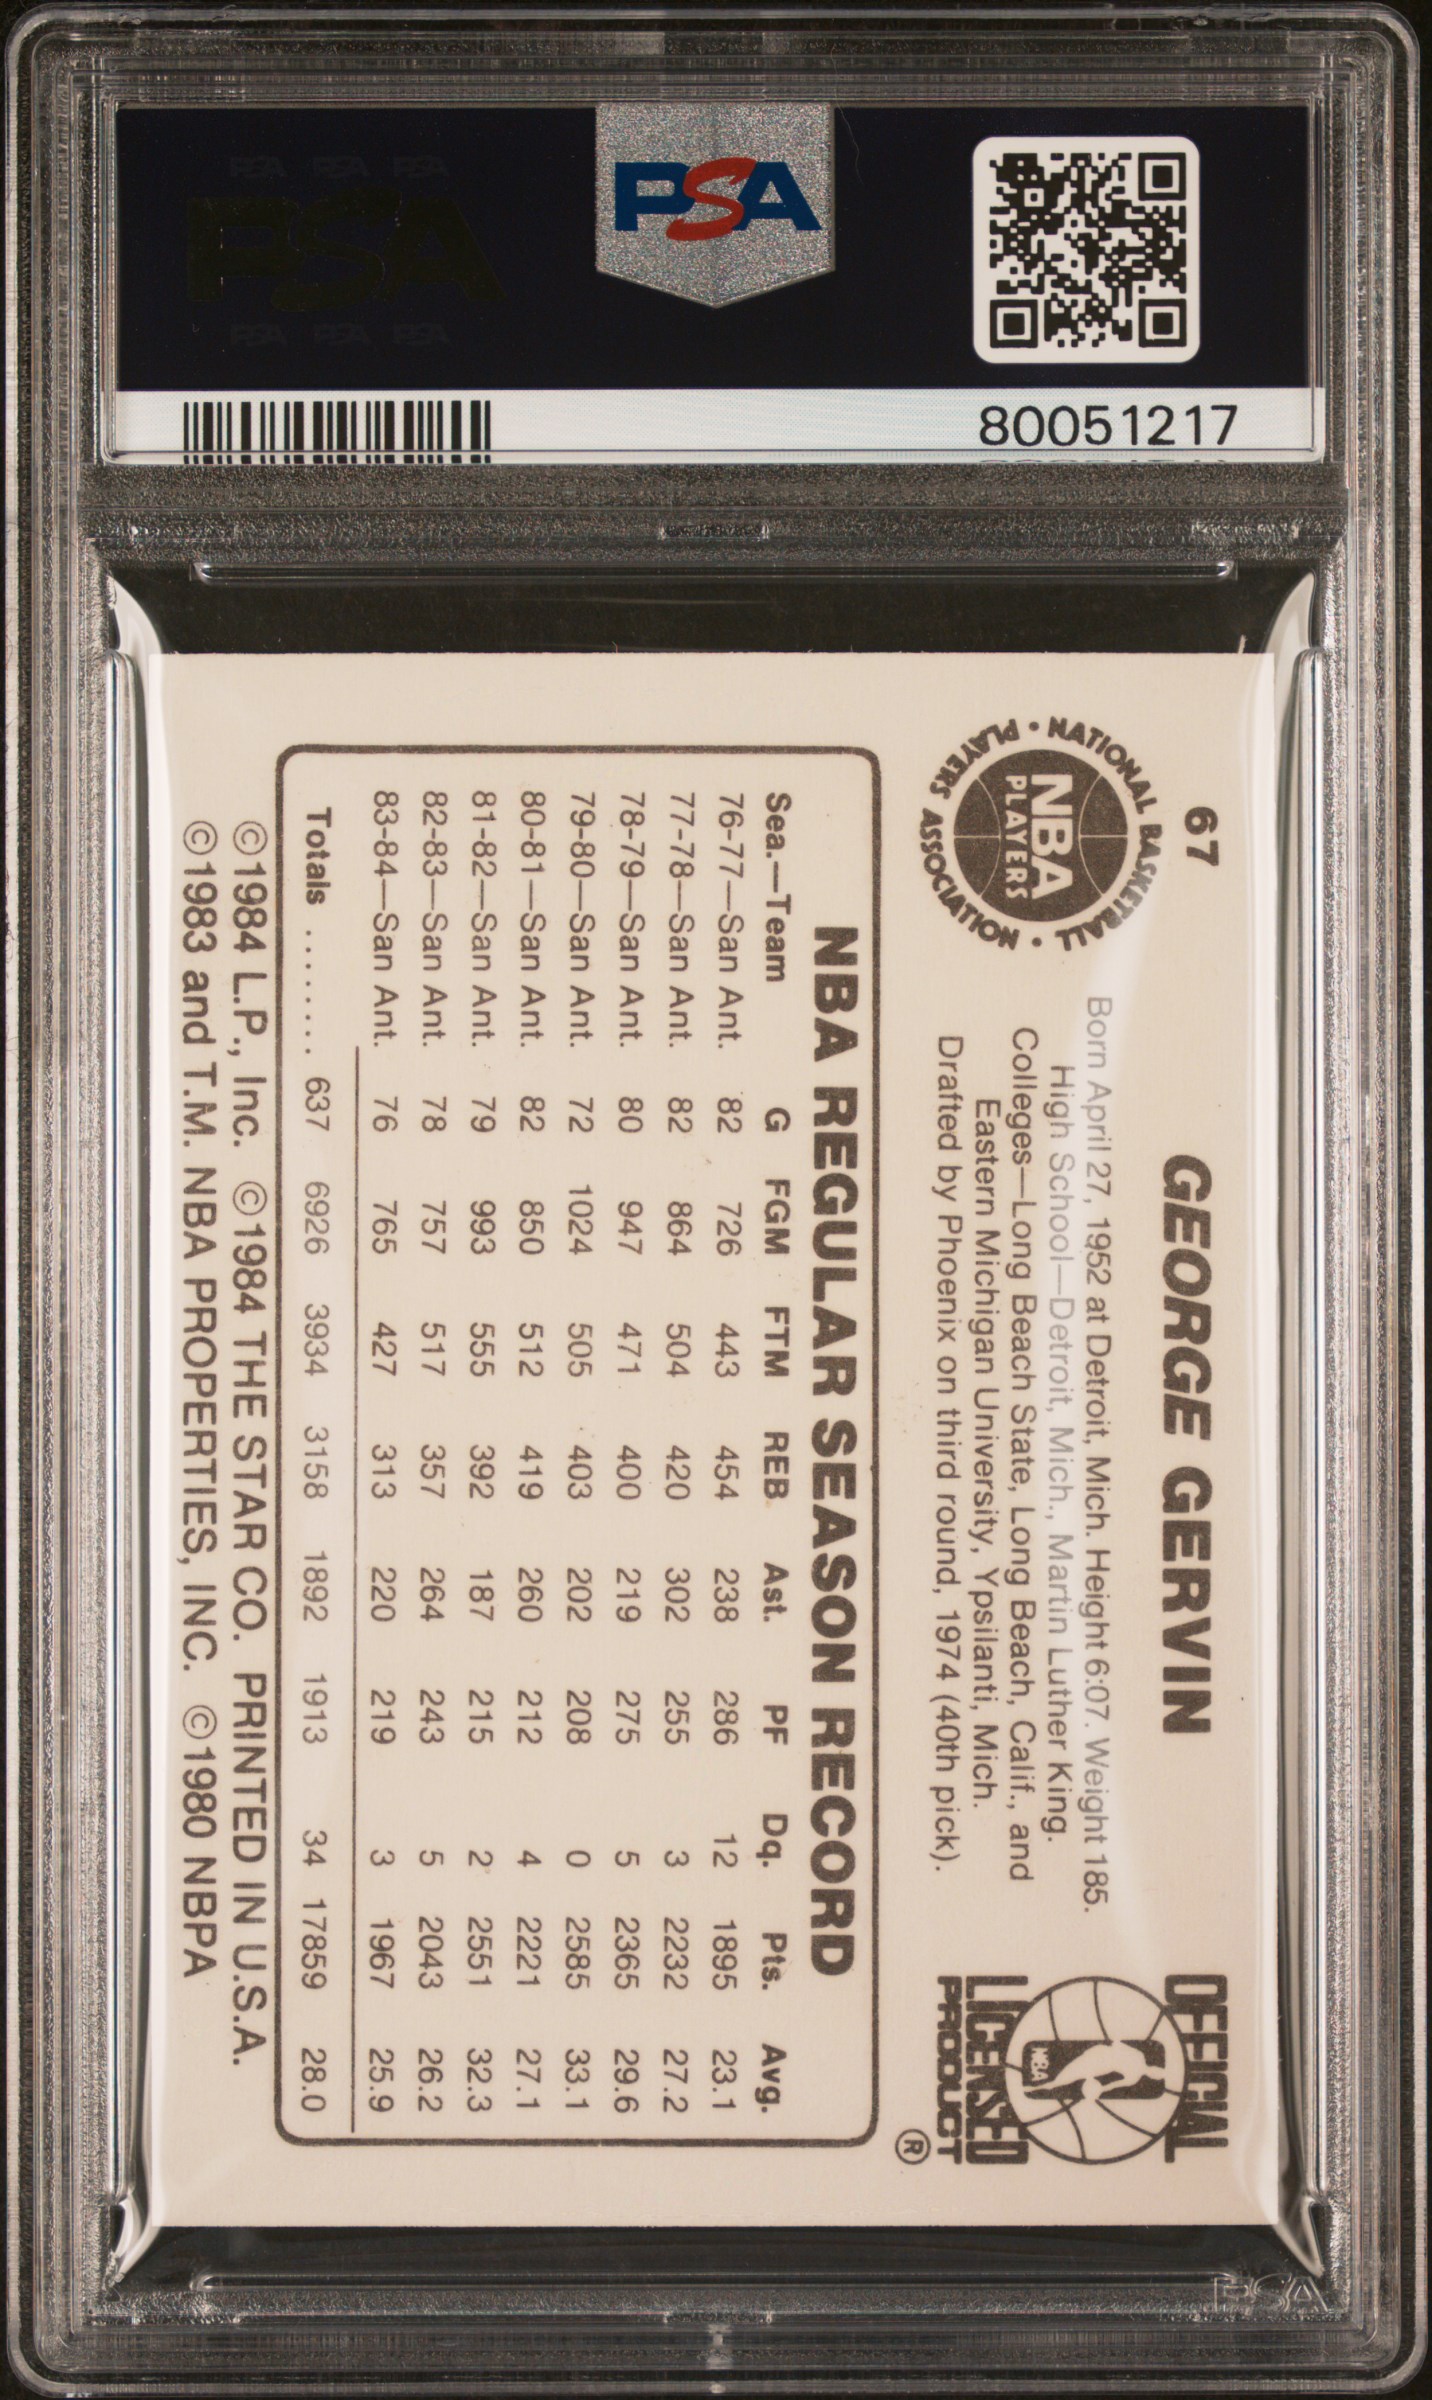 PSA PSA PSA
PSA
PSA PSA PSA
PSA
80051217
67
NATIONAL BASKETBALL PLAYERS ASSOCIATION
NBA
PLAYERS
GEORGE GERVIN
Born April 27, 1952 at Detroit, Mich. Height 6:07. Weight 185.
High School—Detroit, Mich., Martin Luther King.
Colleges—Long Beach State, Long Beach, Calif., and
Eastern Michigan University, Ypsilanti, Mich.
Drafted by Phoenix on third round, 1974 (40th pick).
OFFICIAL
NBA
LICENSED
PRODUCT
®
NBA REGULAR SEASON RECORD
Sea.—Team G FGM FTM REB Ast. PF Dq. Pts. Avg.
76-77—San Ant. 82 726 443 454 238 286 12 1895 23.1
77-78—San Ant. 82 864 504 420 302 255 3 2232 27.2
78-79—San Ant. 80 947 471 400 219 275 5 2365 29.6
79-80—San Ant. 72 1024 505 403 202 208 0 2585 33.1
80-81—San Ant. 82 850 512 419 260 212 4 2221 27.1
81-82—San Ant. 79 993 555 392 187 215 2 2551 32.3
82-83—San Ant. 78 757 517 357 264 243 5 2043 26.2
83-84—San Ant. 76 765 427 313 220 219 3 1967 25.9
Totals ........ 637 6926 3934 3158 1892 1913 34 17859 28.0
©1984 L.P., Inc. ©1984 THE STAR CO. PRINTED IN U.S.A.
©1983 and T.M. NBA PROPERTIES, INC. ©1980 NBPA
PSA